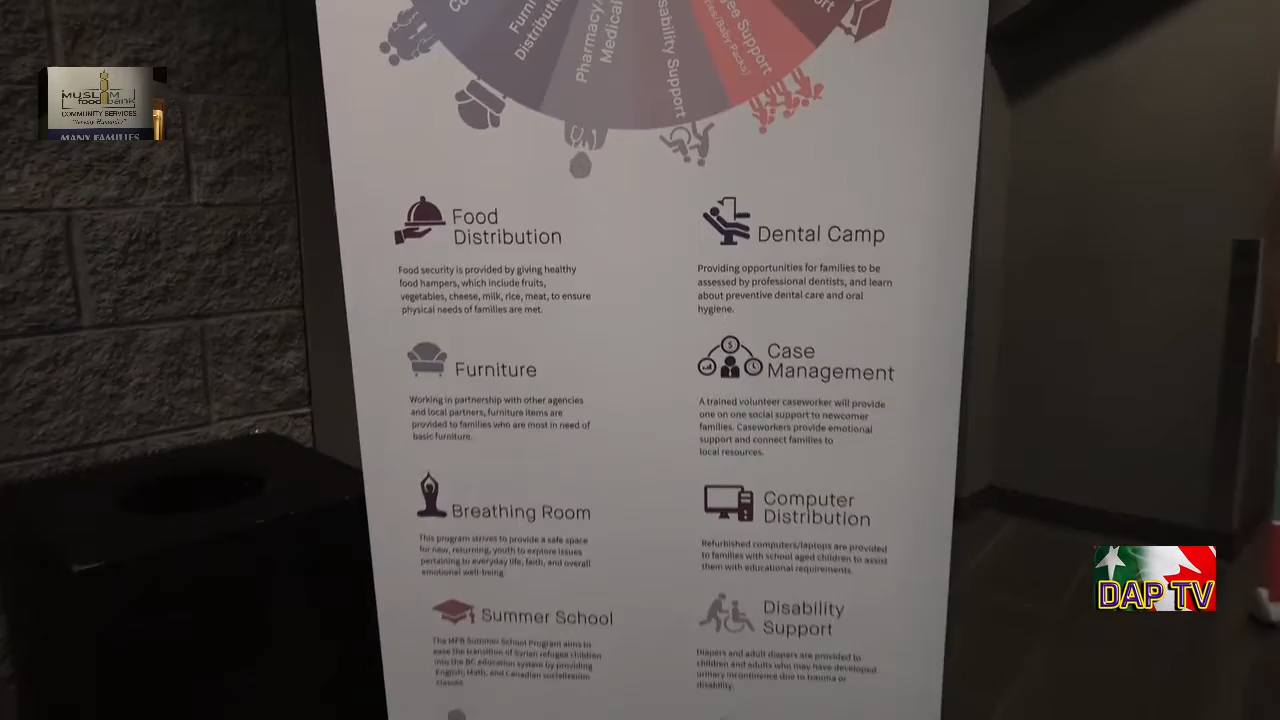 MUSLIM
food bank
COMMUNITY SERVICES
MANY FAMILIES
Distribution
Pharmacy/
Medical
sability Support
Support
Food
Distribution
Food security is provided by giving healthy
food hampers, which include fruits,
vegetables, cheese, milk, rice, meat, to ensure
physical needs of families are met.
Dental Camp
Providing opportunities for families to be
assessed by professional dentists, and learn
about preventive dental care and oral
hygiene.
Furniture
Working in partnership with other agencies
and local partners, furniture items are
provided to families who are most in need of
basic furniture.
Case
Management
A trained volunteer caseworker will provide
one on one social support to newcomer
families. Caseworkers provide emotional
support and connect families to
local resources.
Breathing Room
This program strives to provide a safe space
for new, returning, youth to explore issues
pertaining to everyday life, faith, and overall
emotional well-being.
Computer
Distribution
Refurbished computers/laptops are provided
to families with school aged children to assist
them with educational requirements.
Summer School
The MFB Summer School Program aims to
ease the transition of Syrian refugee children
into the BC education system by providing
English, Math, and Canadian socialization
classes.
Disability
Support
Diapers and adult diapers are provided to
children and adults who may have developed
urinary incontinence due to trauma or
disability.
DAP TV